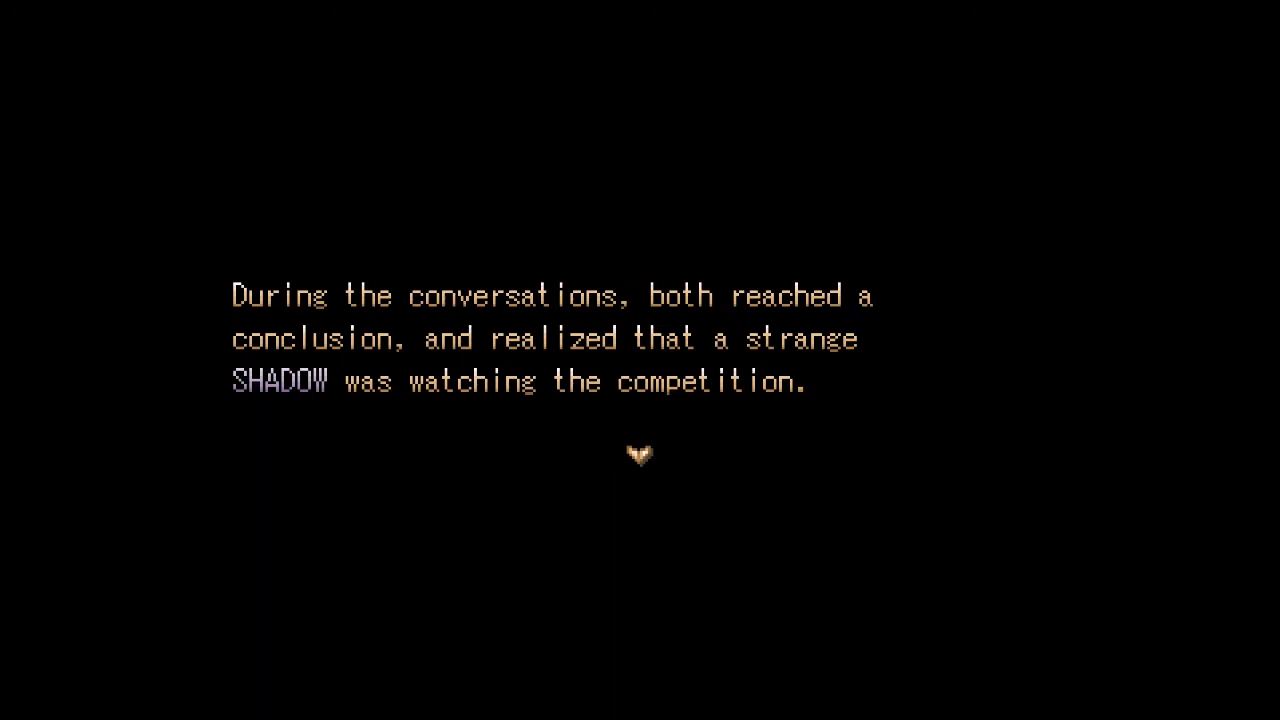 During the conversations, both reached a
conclusion, and realized that a strange
SHADOW was watching the competition.